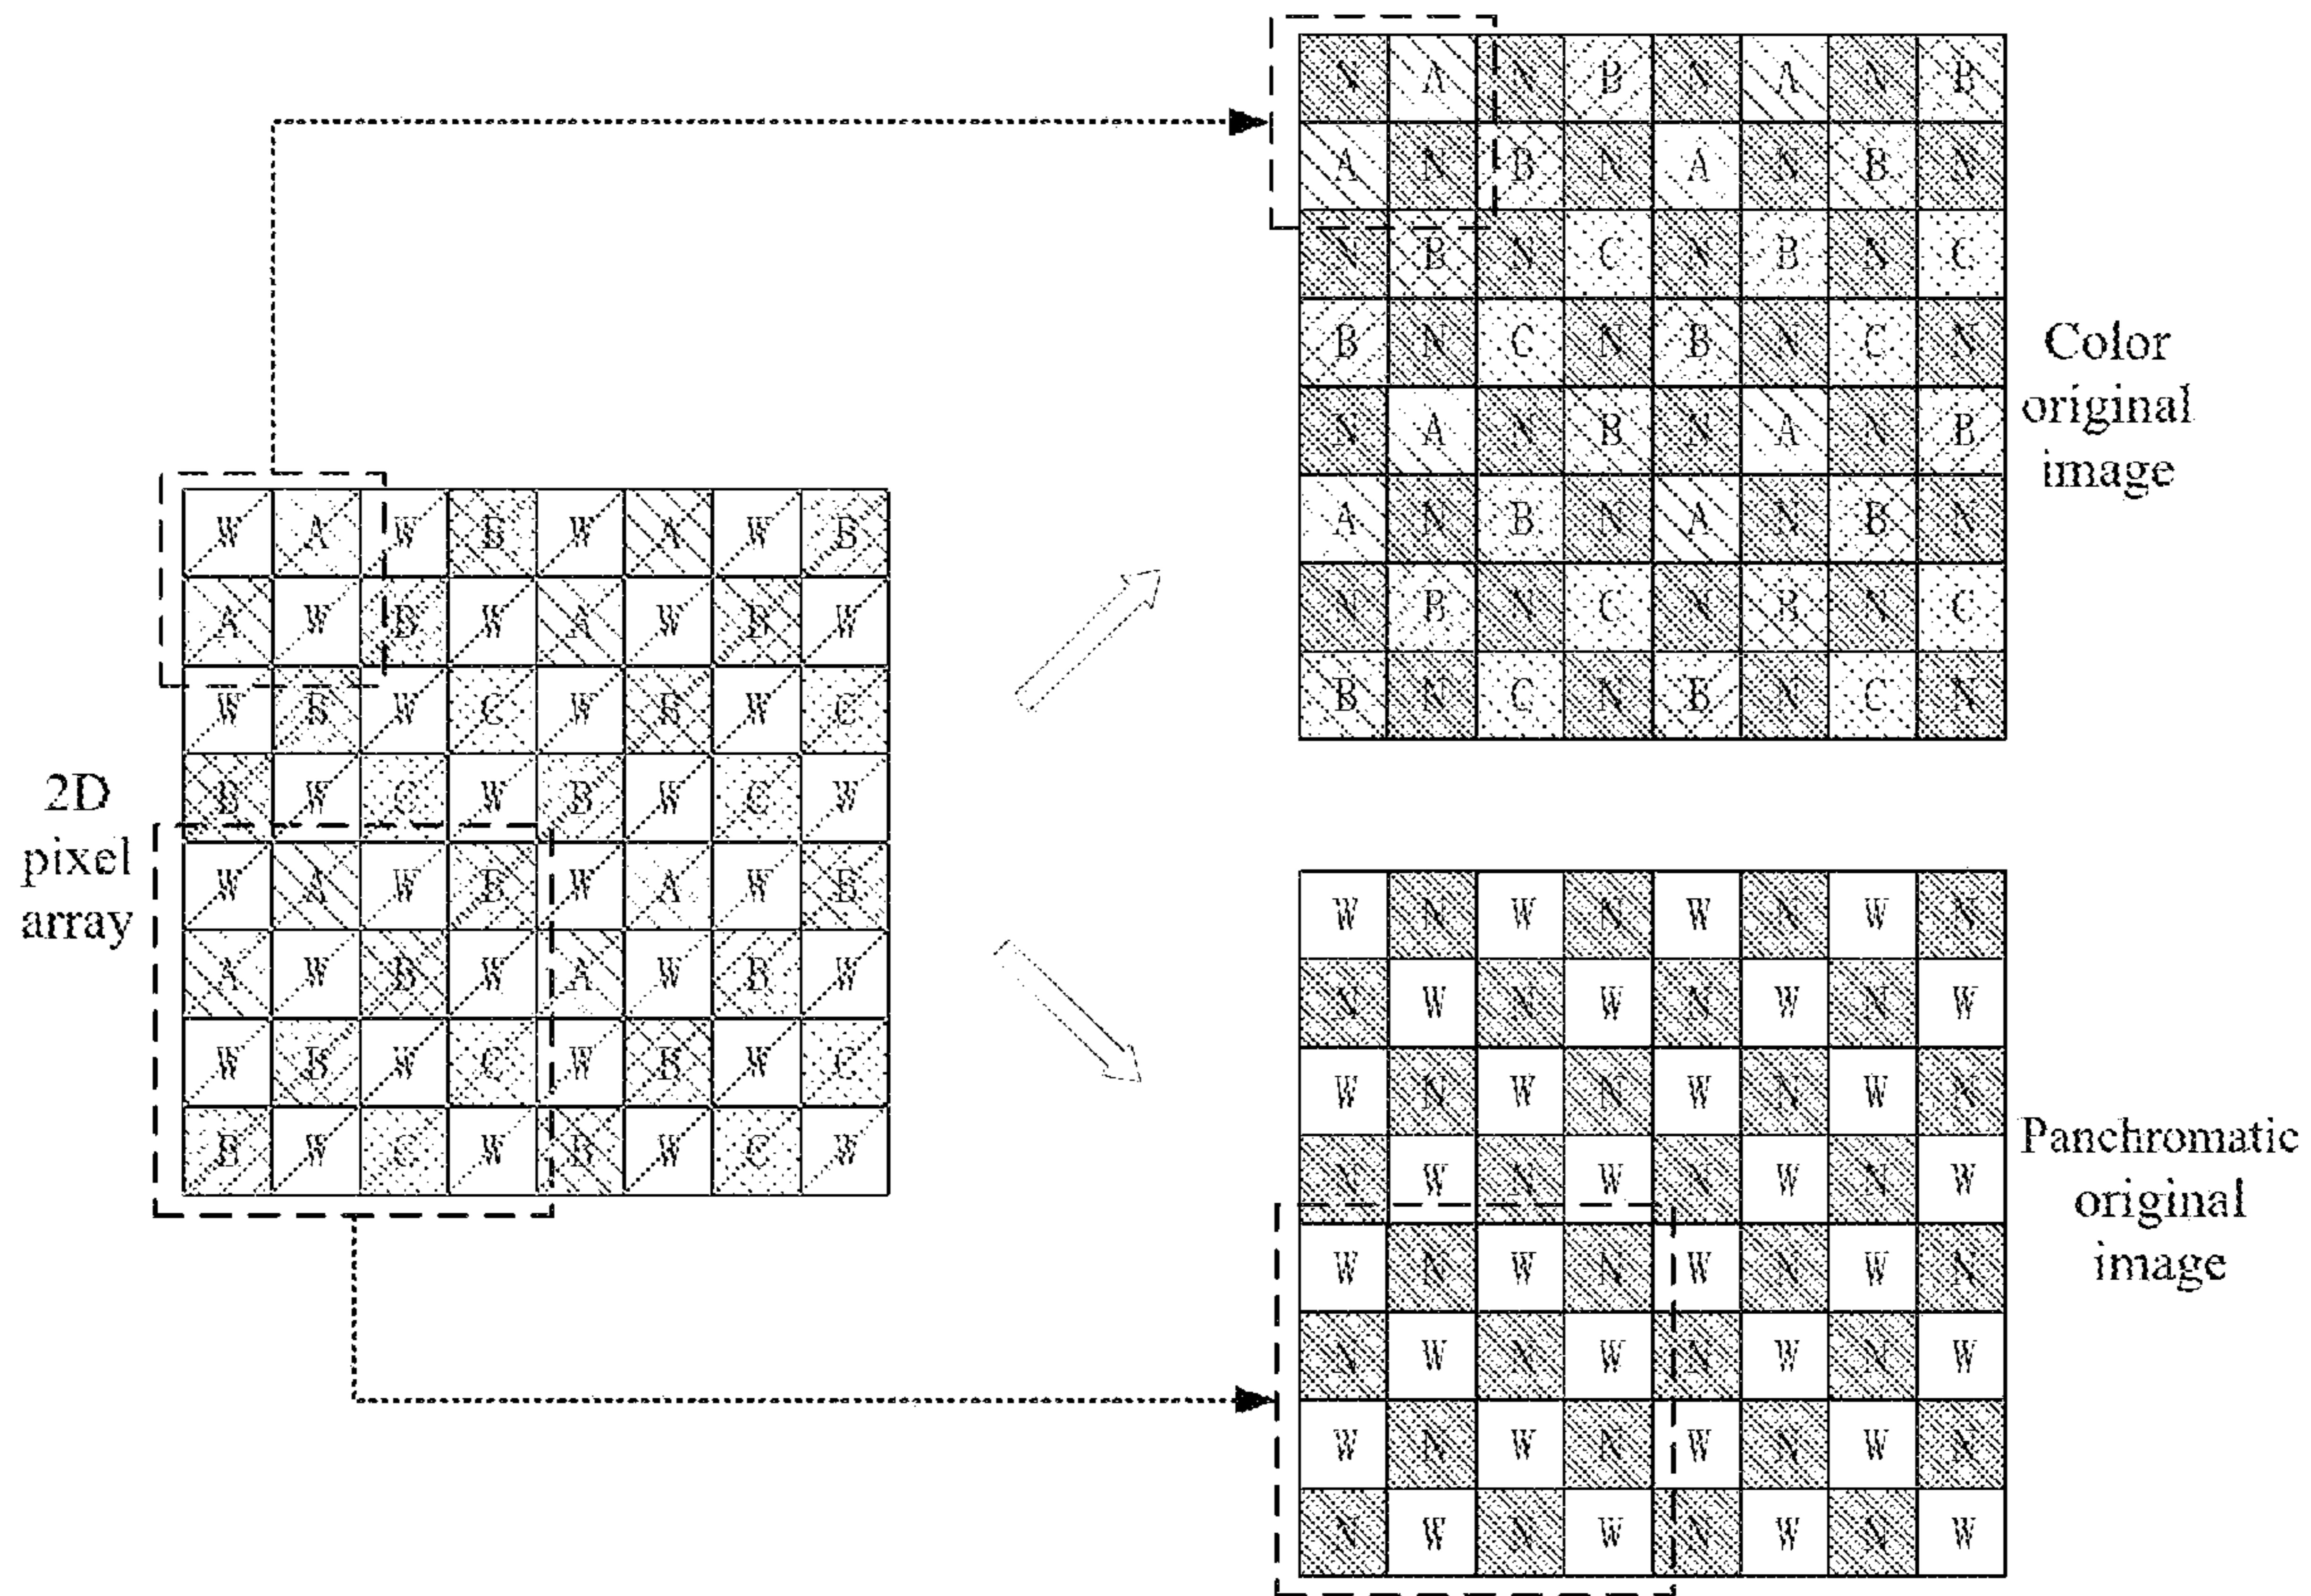 N A N B N A N B
A N B N A N B N
N B N C N B N C
B N C N B N C N
N A N B N A N B
A N B N A N B N
N B N C N B N C
B N C N B N C N
Color
original
image
W A W B W A W B
A W B W A W B W
W B W C W B W C
B W C W B W C W
W A W B W A W B
A W B W A W B W
W B W C W B W C
B W C W B W C W
2D
pixel
array
W N W N W N W N
N W N W N W N W
W N W N W N W N
N W N W N W N W
W N W N W N W N
N W N W N W N W
W N W N W N W N
N W N W N W N W
Panchromatic
original
image